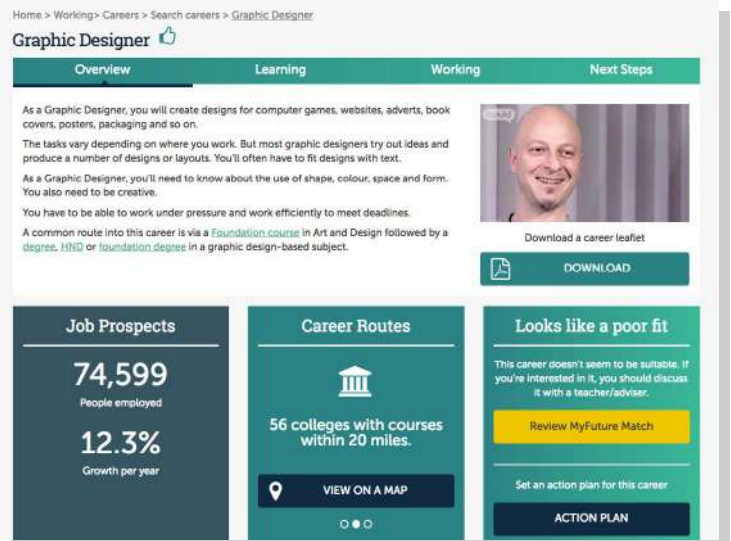 Home > Working> Careers > Search careers > Graphic Designer
Graphic Designer
Overview
Learning
Working
Next Steps
As a Graphic Designer, you will create designs for computer games, websites, adverts, book
covers, posters, packaging and so on.
The tasks vary depending on where you work. But most graphic designers try out ideas and
produce a number of designs or layouts. You'll often have to fit designs with text.
As a Graphic Designer, you'll need to know about the use of shape, colour, space and form.
You also need to be creative.
You have to be able to work under pressure and work efficiently to meet deadlines.
A common route into this career is via a Foundation course in Art and Design followed by a
degree, HND or foundation degree in a graphic design-based subject.
Download a career leaflet
DOWNLOAD
Job Prospects
74,599
People employed
12.3%
Growth per year
Career Routes
56 colleges with courses
within 20 miles.
VIEW ON A MAP
Looks like a poor fit
This career doesn't seem to be suitable. If
you're interested in it, you should discuss
it with a teacher/adviser.
Review MyFuture Match
Set an action plan for this career
ACTION PLAN